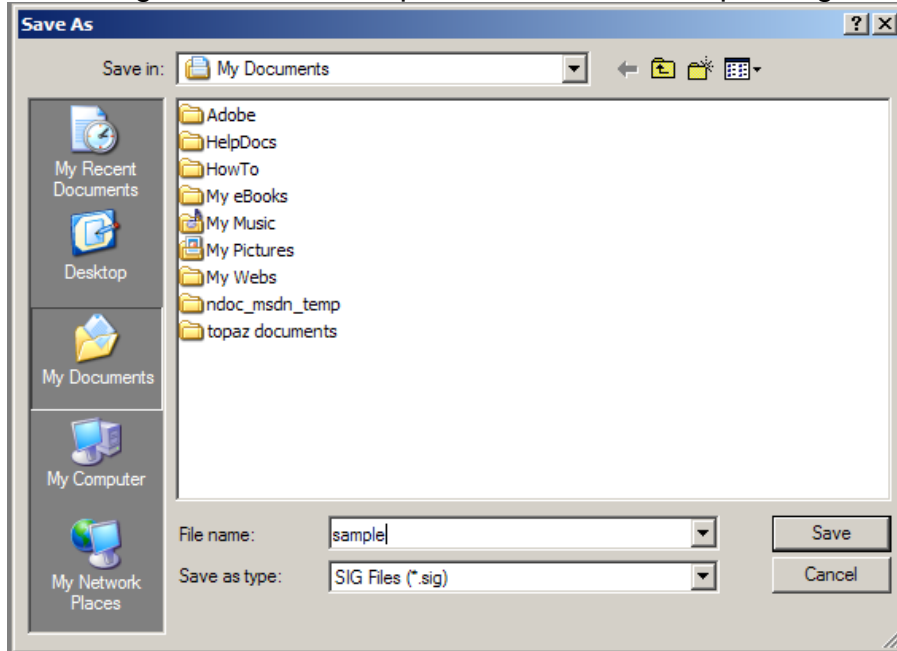 Save As
Save in:
My Documents
Adobe
HelpDocs
HowTo
My eBooks
My Music
My Pictures
My Webs
ndoc_msdn_temp
topaz documents
My Recent
Documents
Desktop
My Documents
My Computer
My Network
Places
File name:
sample
Save
Save as type:
SIG Files (*.sig)
Cancel